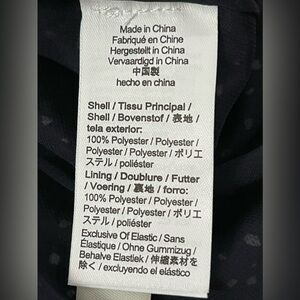 Made in China
Fabriqué en Chine
Hergestellt in China
Vervaardigd in China
中国製
hecho en china
Shell / Tissu Principal /
Shell / Bovenstof / 表地 /
tela exterior:
100% Polyester / Polyester /
Polyester / Polyester / ポリエ
ステル / poliéster
Lining / Doublure / Futter
/ Voering / 裏地 / forro:
100% Polyester / Polyester /
Polyester / Polyester / ポリエ
ステル / poliéster
Exclusive Of Elastic / Sans
Élastique / Ohne Gummizug /
Behalve Elastiek / 伸縮素材を
除く / excluyendo el elástico